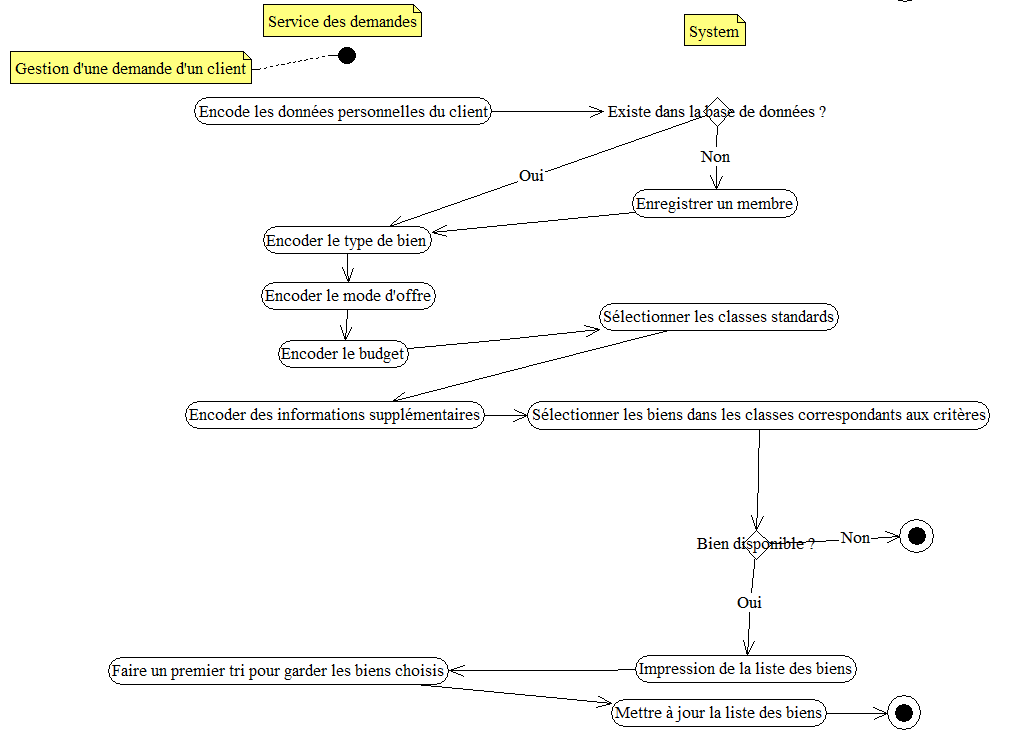 Service des demandes
System
Gestion d'une demande d'un client
Encode les données personnelles du client
Existe dans la base de données ?
Non
Oui
Enregistrer un membre
Encoder le type de bien
Encoder le mode d'offre
Sélectionner les classes standards
Encoder le budget
Encoder des informations supplémentaires
Sélectionner les biens dans les classes correspondants aux critères
Bien disponible ?
Non
Oui
Faire un premier tri pour garder les biens choisis
Impression de la liste des biens
Mettre à jour la liste des biens